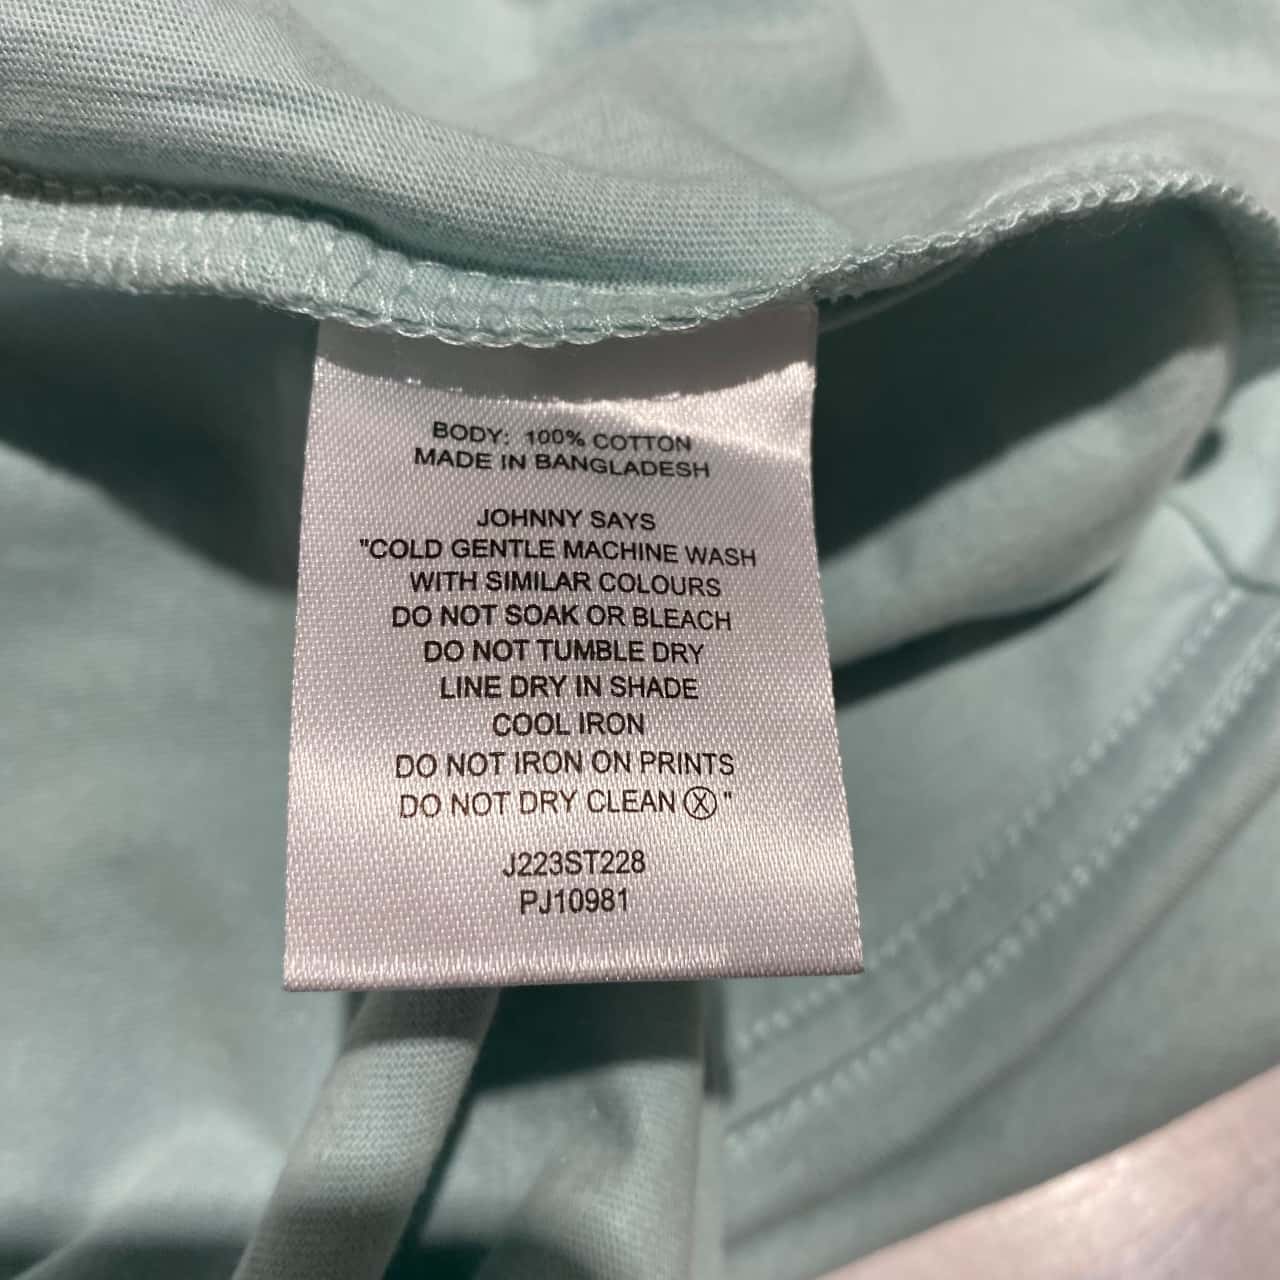 BODY: 100% COTTON
MADE IN BANGLADESH
JOHNNY SAYS
"COLD GENTLE MACHINE WASH
WITH SIMILAR COLOURS
DO NOT SOAK OR BLEACH
DO NOT TUMBLE DRY
LINE DRY IN SHADE
COOL IRON
DO NOT IRON ON PRINTS
DO NOT DRY CLEAN Ⓧ"
J223ST228
PJ10981